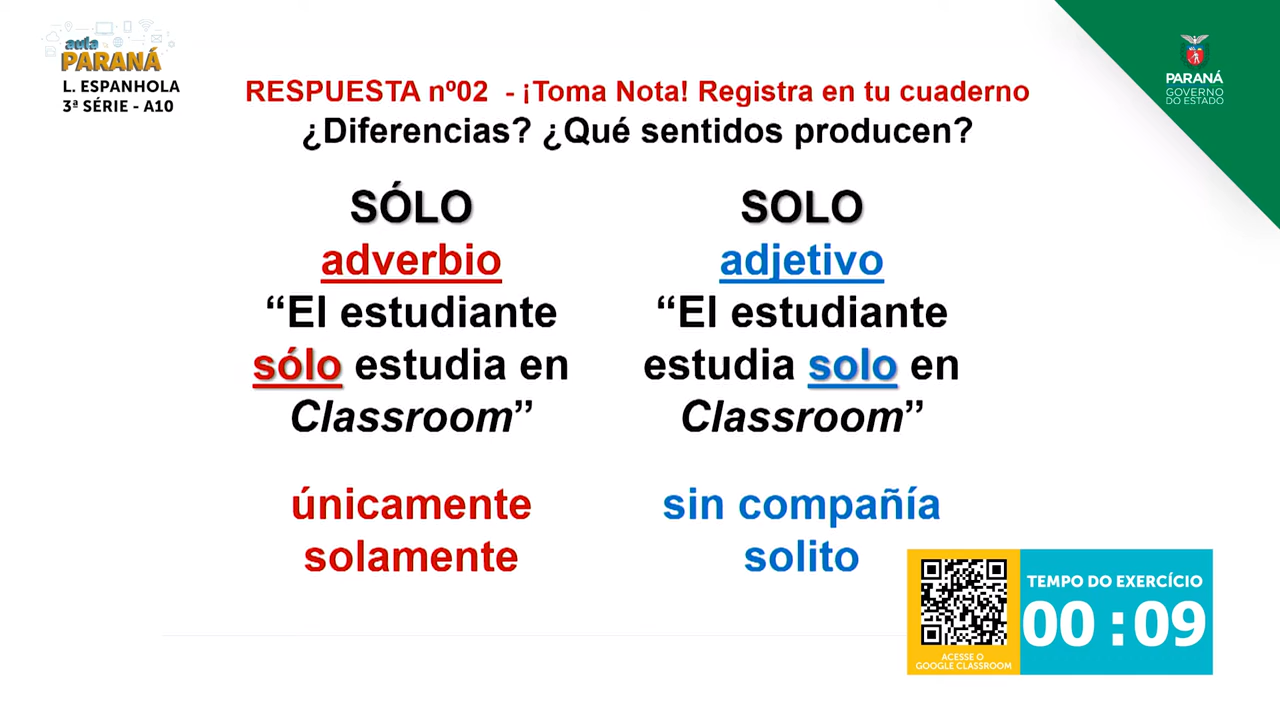 aula
PARANÁ
L. ESPANHOLA
3ª SÉRIE - A10
RESPUESTA nº02 - ¡Toma Nota! Registra en tu cuaderno
¿Diferencias? ¿Qué sentidos producen?
SÓLO
adverbio
“El estudiante
sólo estudia en
Classroom”
únicamente
solamente
SOLO
adjetivo
“El estudiante
estudia solo en
Classroom”
sin compañía
solito
PARANÁ
GOVERNO
DO ESTADO
ACESSE O
GOOGLE CLASSROOM
TEMPO DO EXERCÍCIO
00 : 09